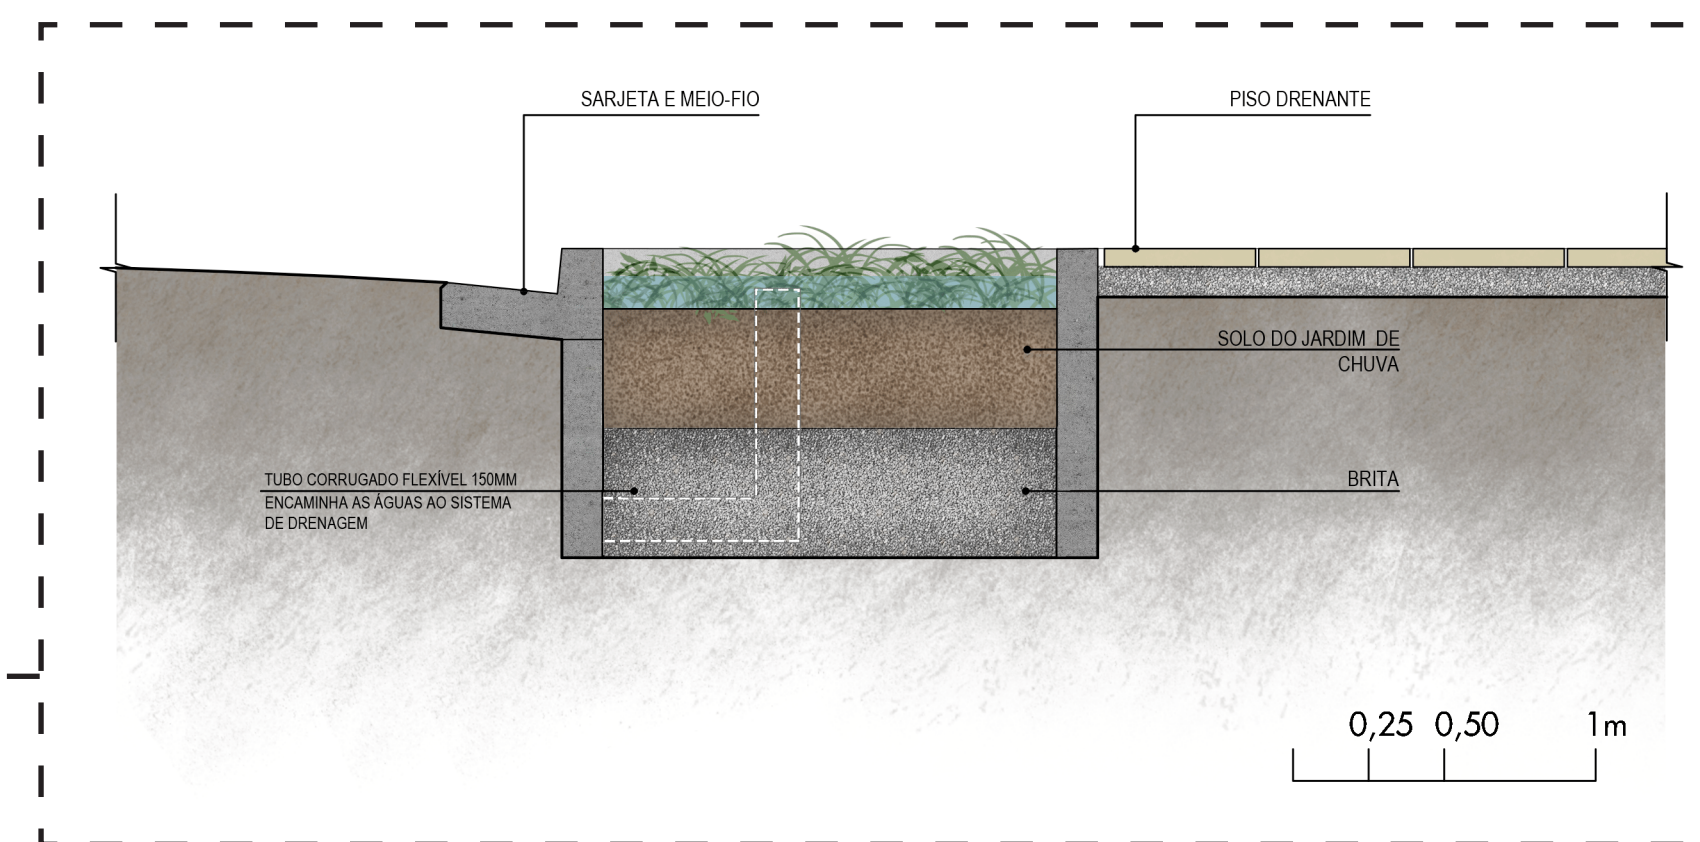 SARJETA E MEIO-FIO
PISO DRENANTE
SOLO DO JARDIM DE
CHUVA
TUBO CORRUGADO FLEXÍVEL 150MM
ENCAMINHA AS ÁGUAS AO SISTEMA
DE DRENAGEM
BRITA
0,25 0,50 1m